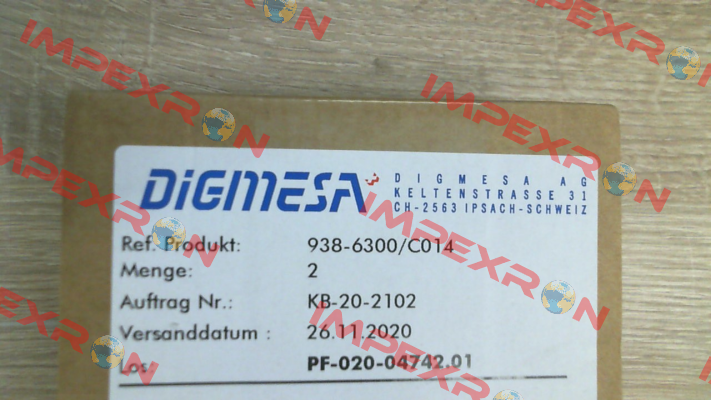 DIGMESA
DIGMESA AG
KELTENSTRASSE 31
CH-2563 IPSACH-SCHWEIZ
Ref. Produkt: 938-6300/C014
Menge: 2
Auftrag Nr.: KB-20-2102
Versanddatum : 26.11.2020
Los: PF-020-04742.01
IMPEXRON
IMPEXRON
IMPEXRON
IMPEXRON
IMPEXRON
IMPEXRON